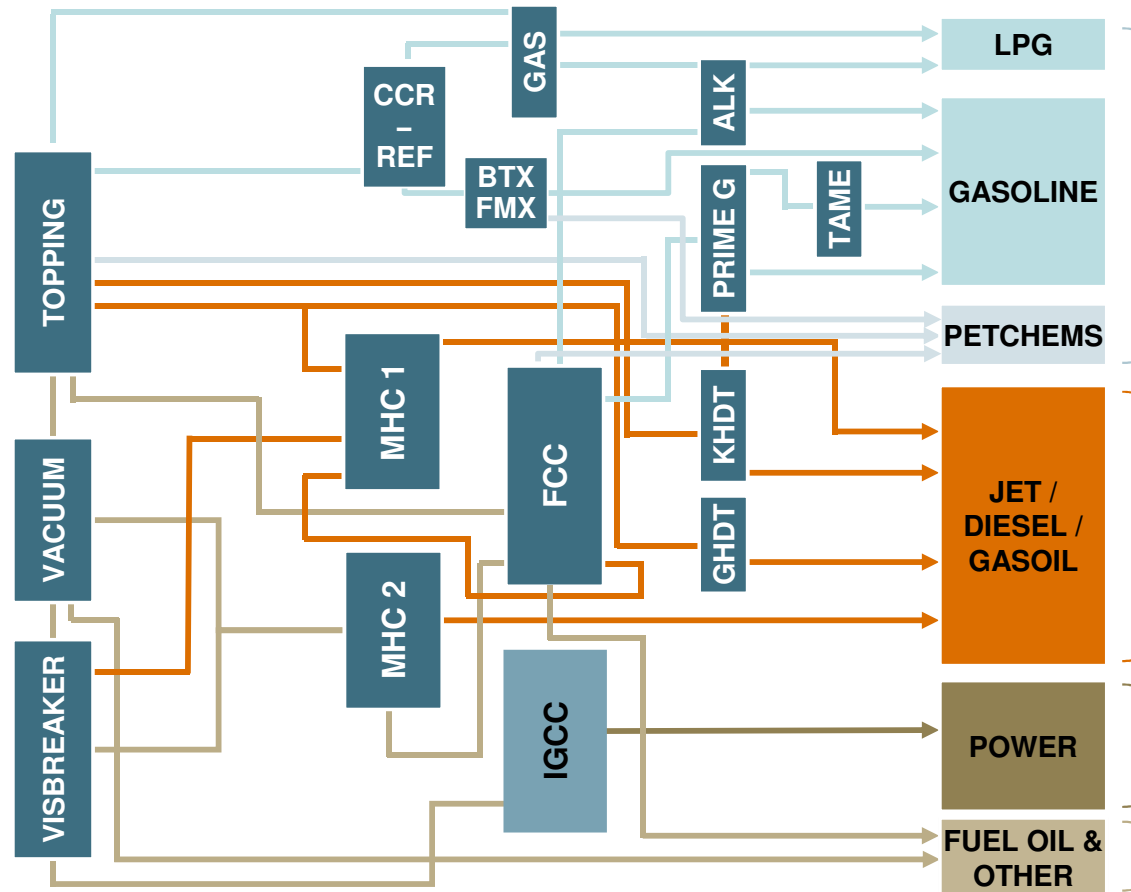 LPG
GAS
CCR
–
REF
ALK
BTX
FMX
GASOLINE
TOPPING
PRIME G
TAME
PETCHEMS
MHC 1
FCC
KHDT
JET /
DIESEL /
GASOIL
VACUUM
GHDT
MHC 2
VISBREAKER
IGCC
POWER
FUEL OIL &
OTHER